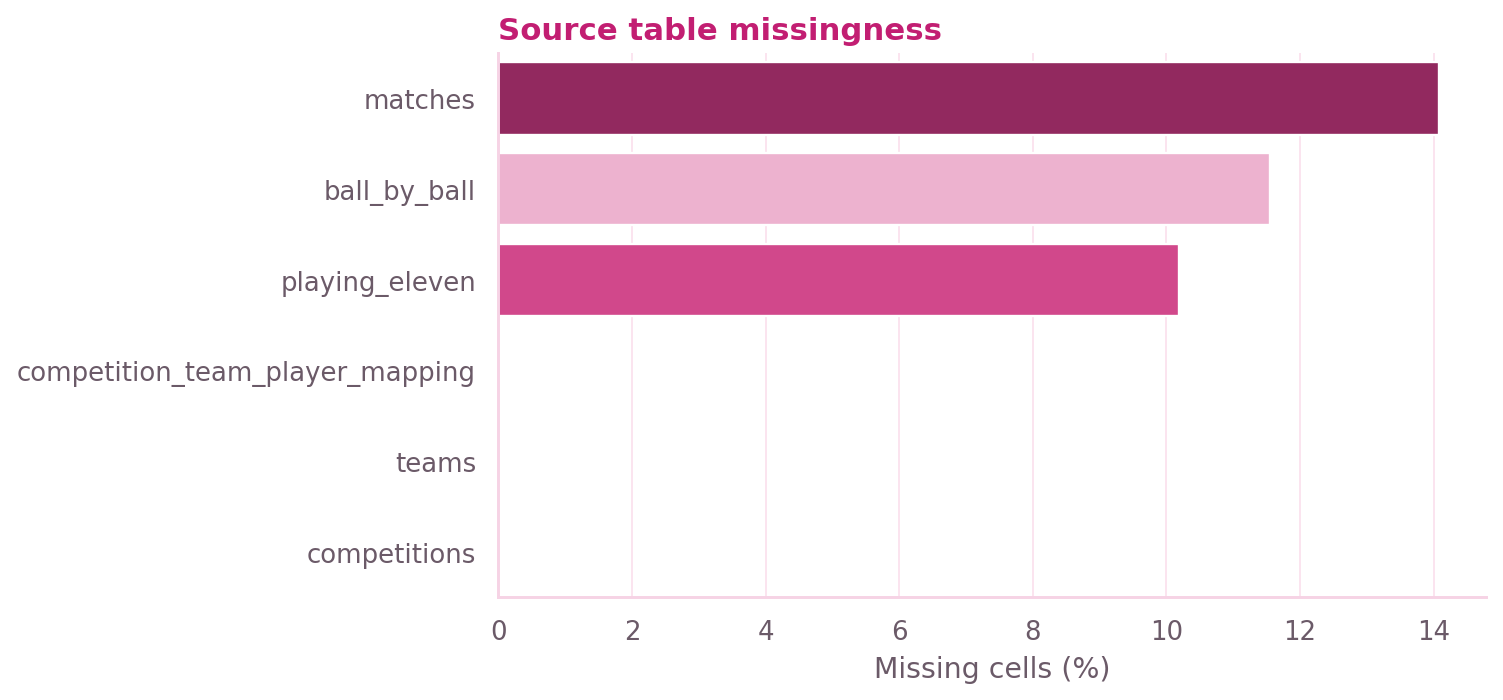 Source table missingness
matches
ball_by_ball
playing_eleven
competition_team_player_mapping
teams
competitions
0 2 4 6 8 10 12 14
Missing cells (%)